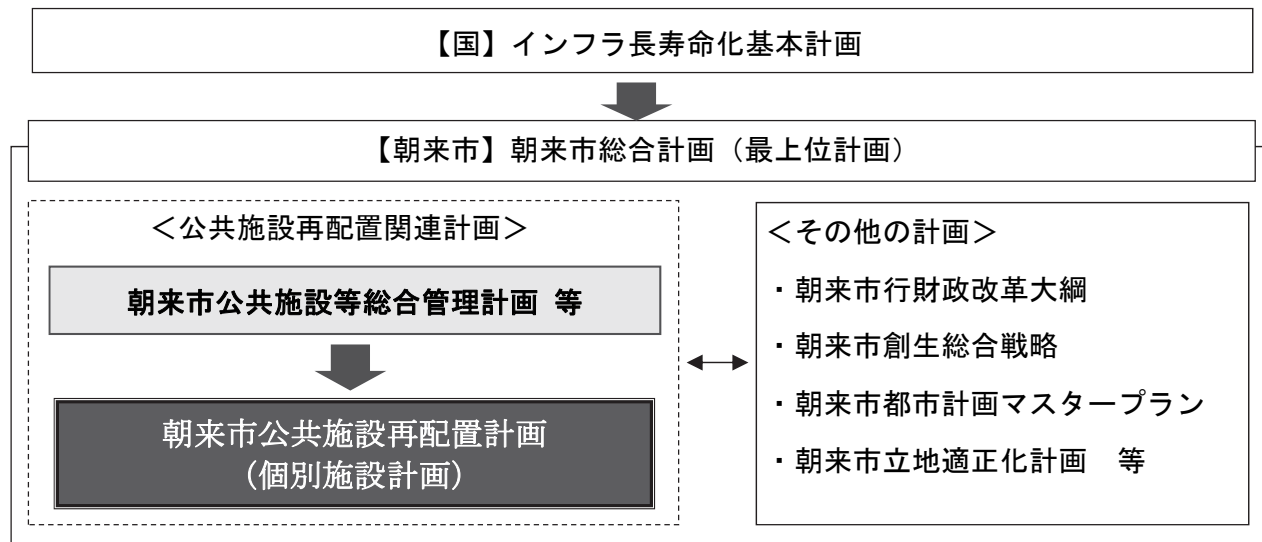 【国】インフラ長寿命化基本計画
【朝来市】朝来市総合計画（最上位計画）
＜公共施設再配置関連計画＞
朝来市公共施設等総合管理計画 等
朝来市公共施設再配置計画
（個別施設計画）
＜その他の計画＞
・朝来市行財政改革大綱
・朝来市創生総合戦略
・朝来市都市計画マスタープラン
・朝来市立地適正化計画　等